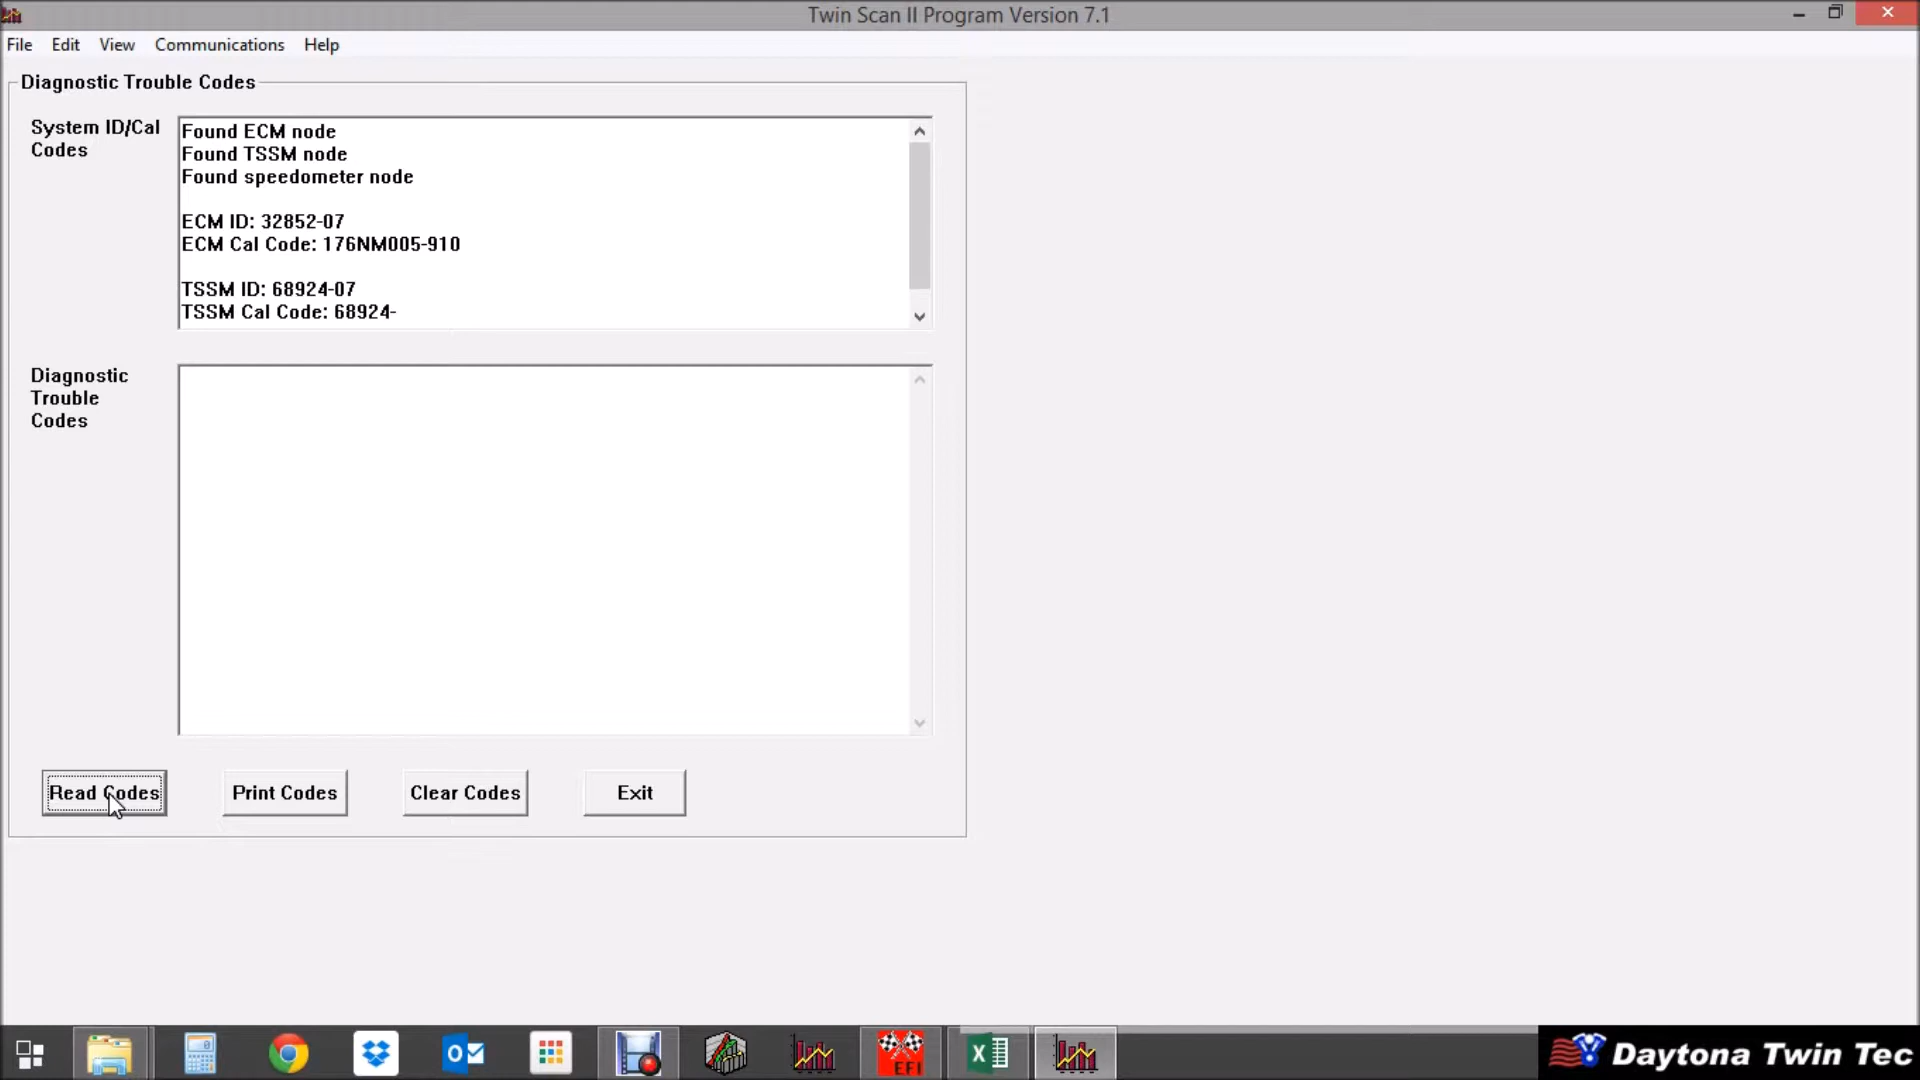 Twin Scan II Program Version 7.1
File Edit View Communications Help
Diagnostic Trouble Codes
System ID/Cal
Codes
Found ECM node
Found TSSM node
Found speedometer node
ECM ID: 32852-07
ECM Cal Code: 176NM005-910
TSSM ID: 68924-07
TSSM Cal Code: 68924-
Diagnostic
Trouble
Codes
Read Codes
Print Codes
Clear Codes
Exit
EFI
Daytona Twin Tec